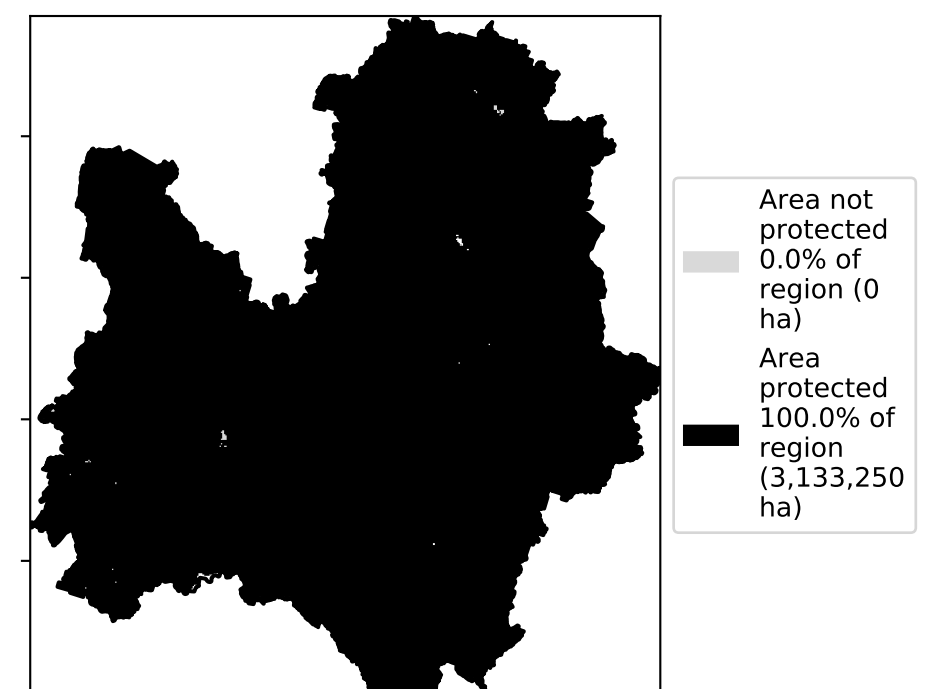 Area not
protected
0.0% of
region (0
ha)
Area
protected
100.0% of
region
(3,133,250
ha)